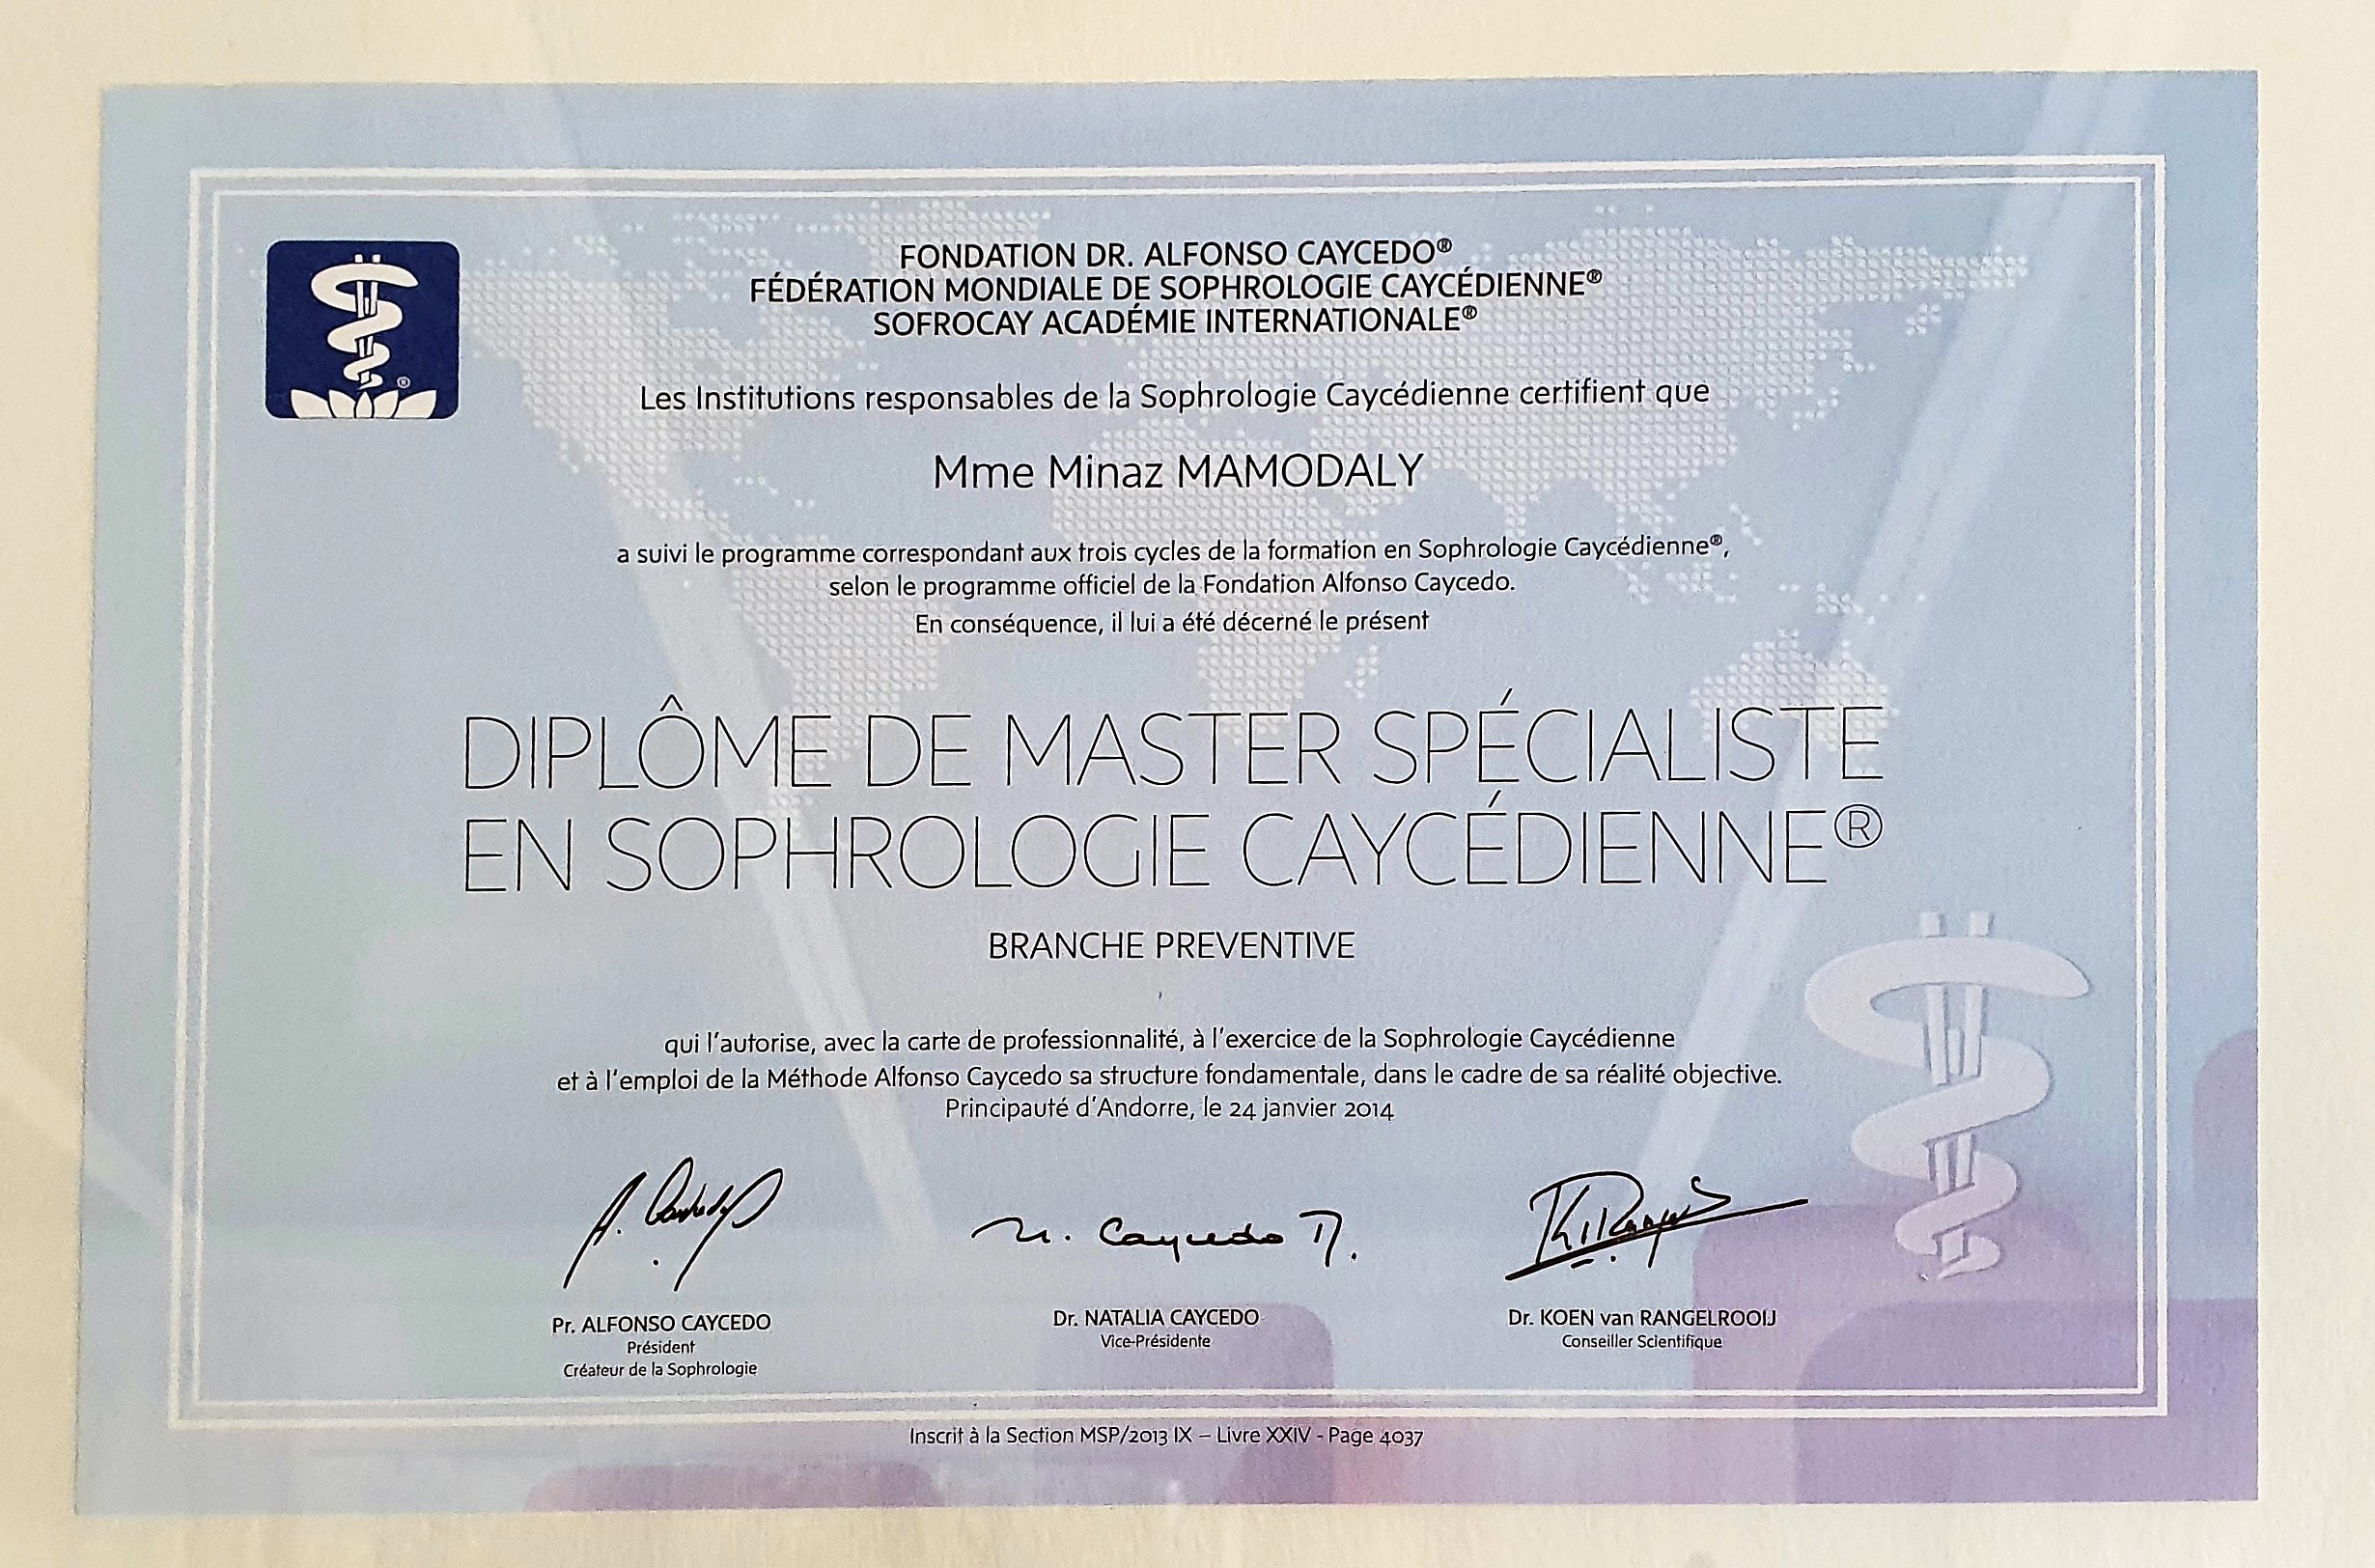 FONDATION DR. ALFONSO CAYCEDO®
FÉDÉRATION MONDIALE DE SOPHROLOGIE CAYCÉDIENNE®
SOFROCAY ACADÉMIE INTERNATIONALE®
®
Les Institutions responsables de la Sophrologie Caycédienne certifient que
Mme Minaz MAMODALY
a suivi le programme correspondant aux trois cycles de la formation en Sophrologie Caycédienne®,
selon le programme officiel de la Fondation Alfonso Caycedo.
En conséquence, il lui a été décerné le présent
DIPLÔME DE MASTER SPÉCIALISTE
EN SOPHROLOGIE CAYCÉDIENNE®
BRANCHE PREVENTIVE
qui l'autorise, avec la carte de professionnalité, à l'exercice de la Sophrologie Caycédienne
et à l'emploi de la Méthode Alfonso Caycedo sa structure fondamentale, dans le cadre de sa réalité objective.
Principauté d'Andorre, le 24 janvier 2014
Pr. ALFONSO CAYCEDO
Président
Créateur de la Sophrologie
Dr. NATALIA CAYCEDO
Vice-Présidente
Dr. KOEN van RANGELROOIJ
Conseiller Scientifique
Inscrit à la Section MSP/2013 IX – Livre XXIV - Page 4037